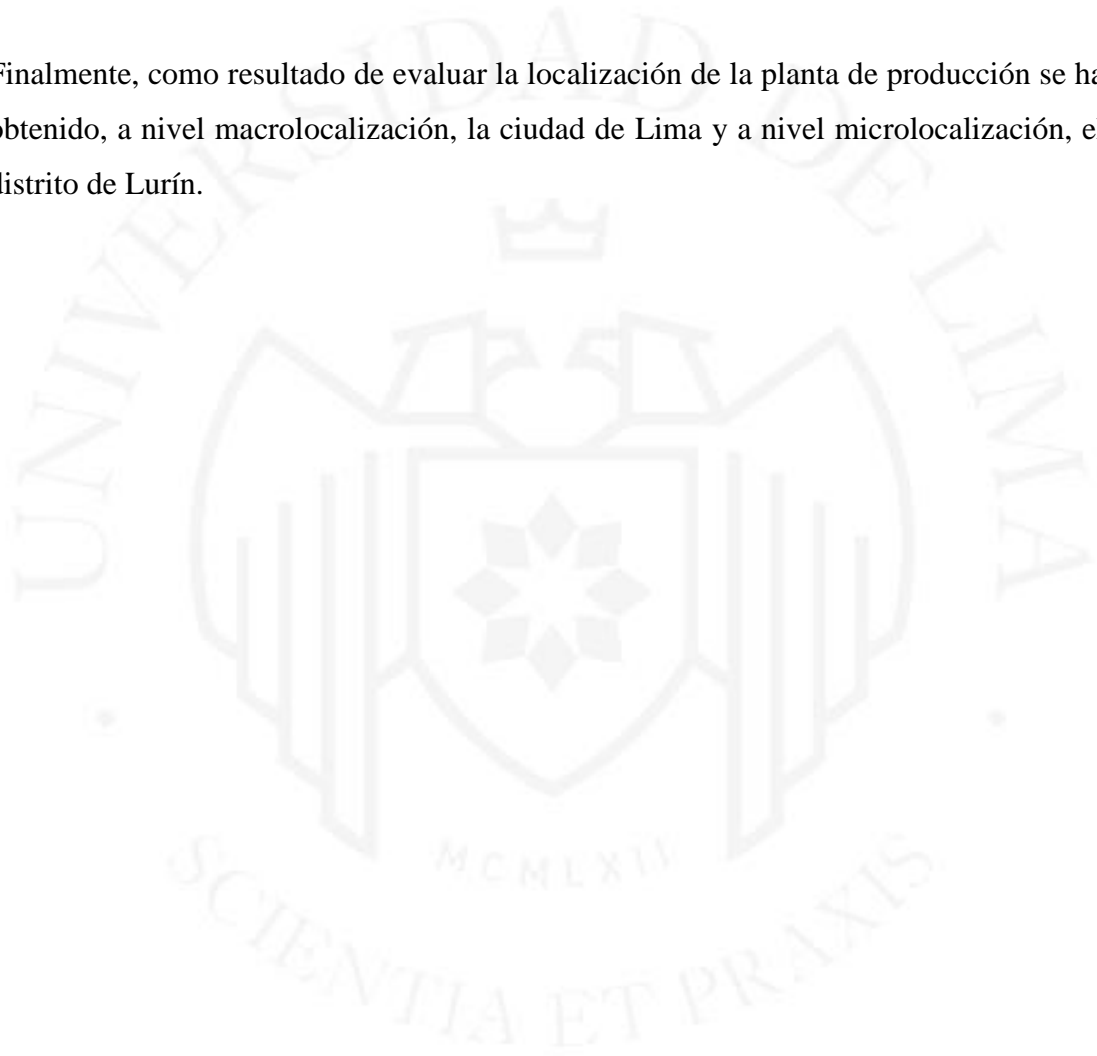 Finalmente, como resultado de evaluar la localización de la planta de producción se ha
obtenido, a nivel macrolocalización, la ciudad de Lima y a nivel microlocalización, el
distrito de Lurín.
UNIVERSIDAD DE LIMA
MCMLXII
SCIENTIA ET PRAXIS